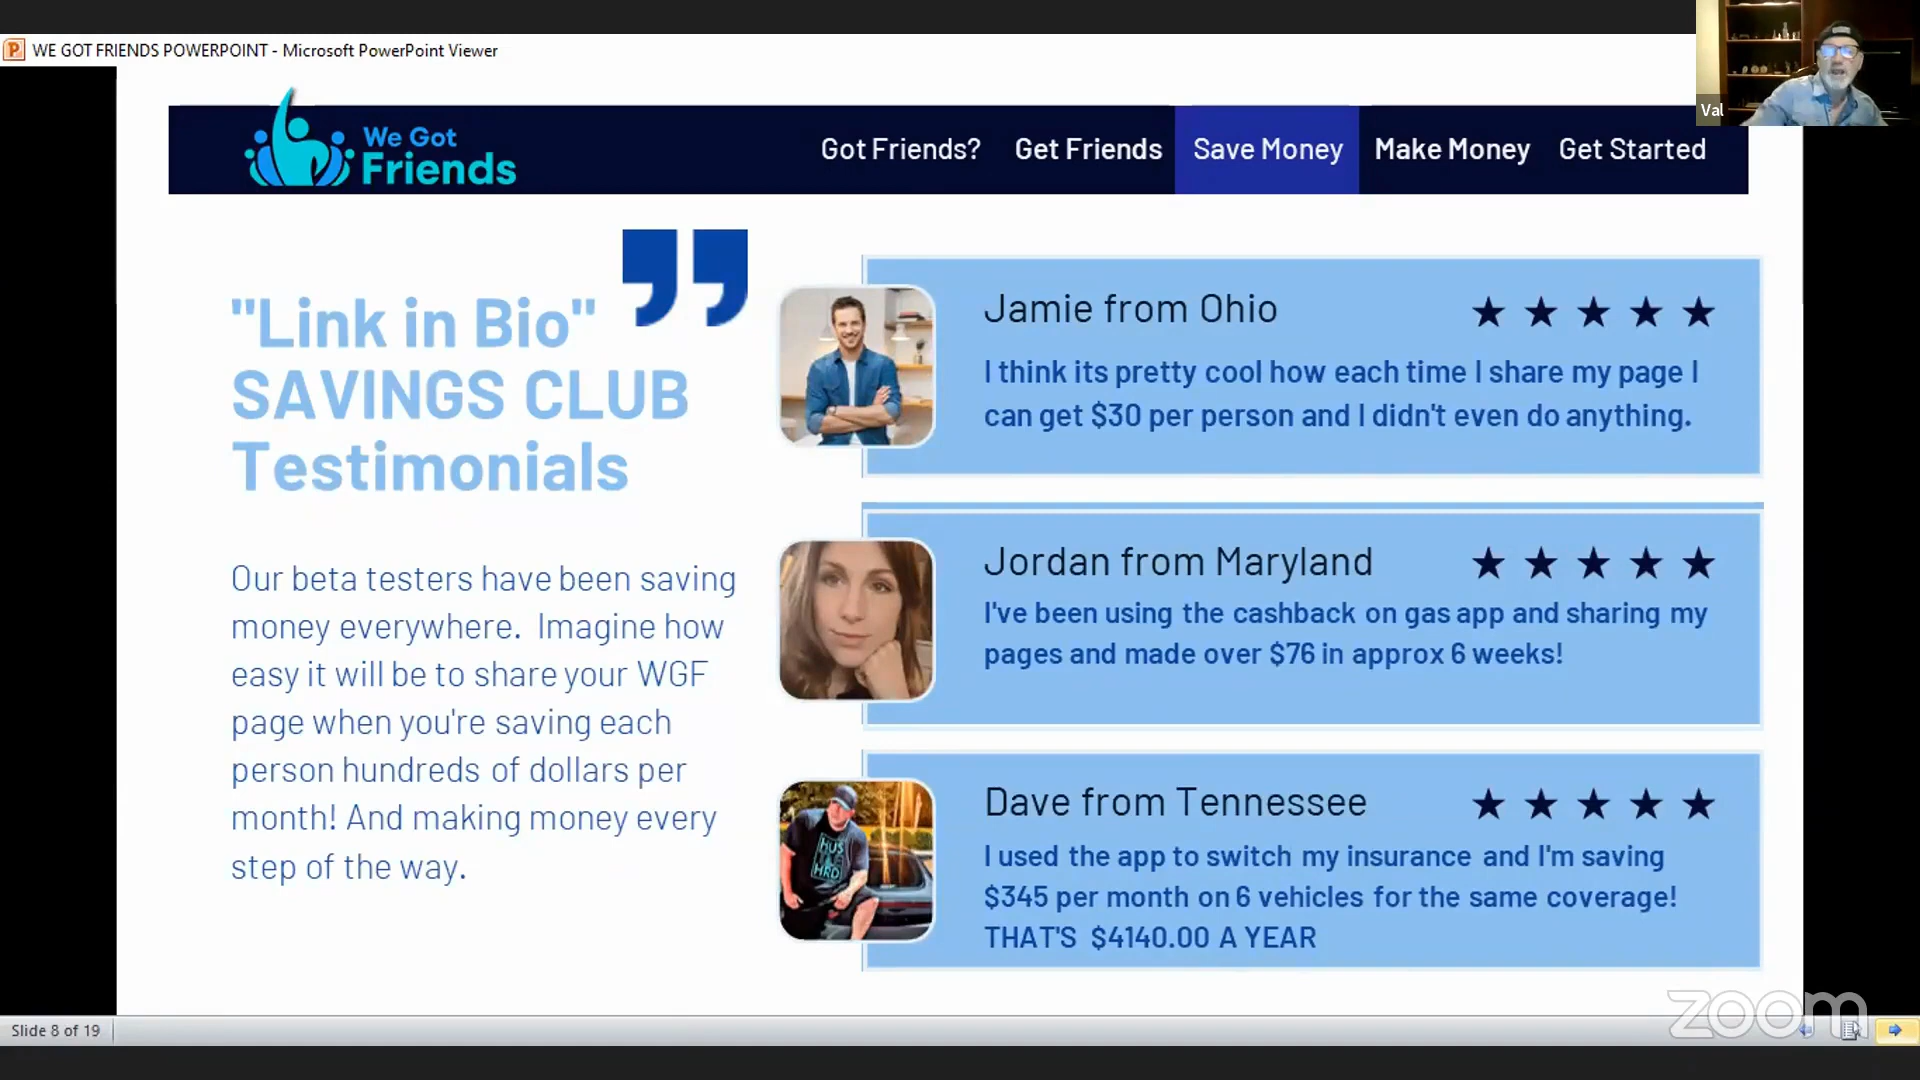 WE GOT FRIENDS POWERPOINT - Microsoft PowerPoint Viewer
Val
We Got
Friends
Got Friends?
Get Friends
Save Money
Make Money
Get Started
"Link in Bio"
SAVINGS CLUB
Testimonials
Our beta testers have been saving
money everywhere. Imagine how
easy it will be to share your WGF
page when you're saving each
person hundreds of dollars per
month! And making money every
step of the way.
Jamie from Ohio
I think its pretty cool how each time I share my page I
can get $30 per person and I didn't even do anything.
Jordan from Maryland
I've been using the cashback on gas app and sharing my
pages and made over $76 in approx 6 weeks!
HUS
HRD
Dave from Tennessee
I used the app to switch my insurance and I'm saving
$345 per month on 6 vehicles for the same coverage!
THAT'S $4140.00 A YEAR
zoom
Slide 8 of 19